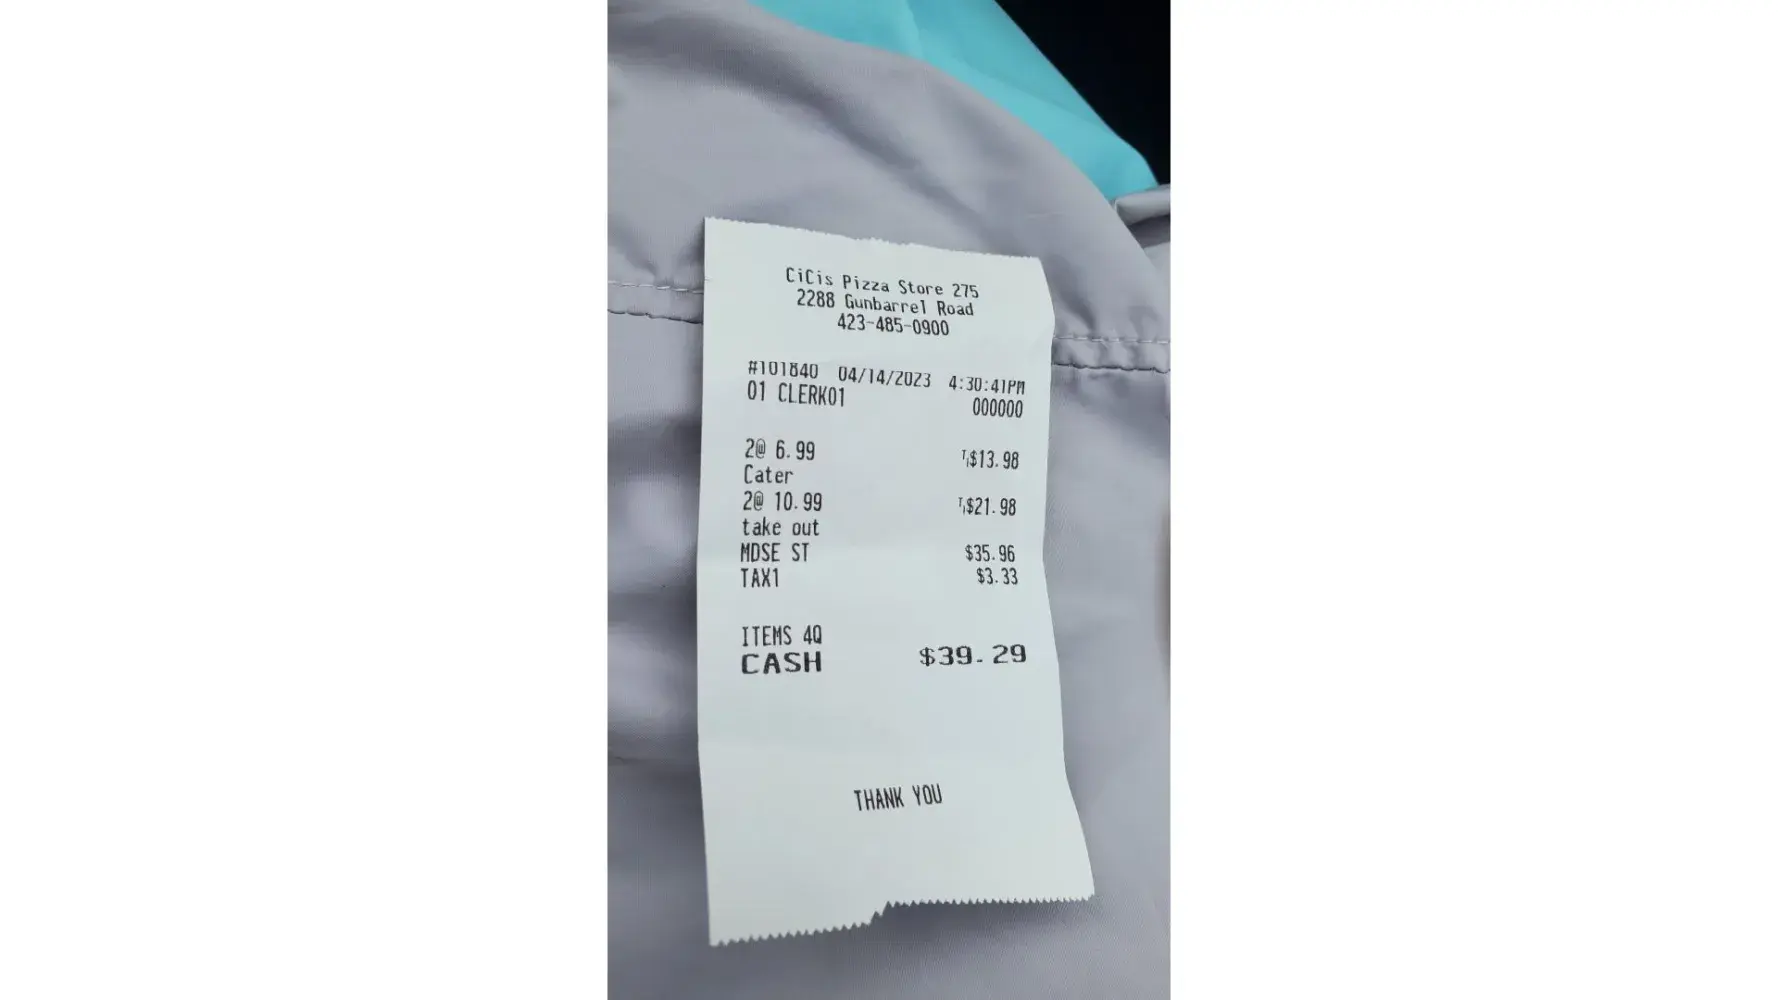 CiCis Pizza Store 275
2288 Gunbarrel Road
423-485-0900
#101840 04/14/2023 4:30:41PM
01 CLERK01 000000
2@ 6.99 T1$13.98
Cater
2@ 10.99 T1$21.98
take out
MDSE ST $35.96
TAX1 $3.33
ITEMS 4Q
CASH $39.29
THANK YOU